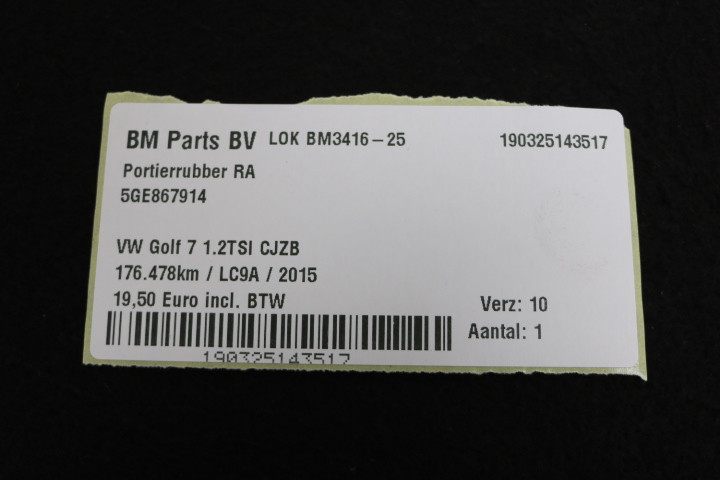 BM Parts BV LOK BM3416-25 190325143517
Portierrubber RA
5GE867914
VW Golf 7 1.2TSI CJZB
176.478km / LC9A / 2015
19,50 Euro incl. BTW Verz: 10
Aantal: 1
190325143517